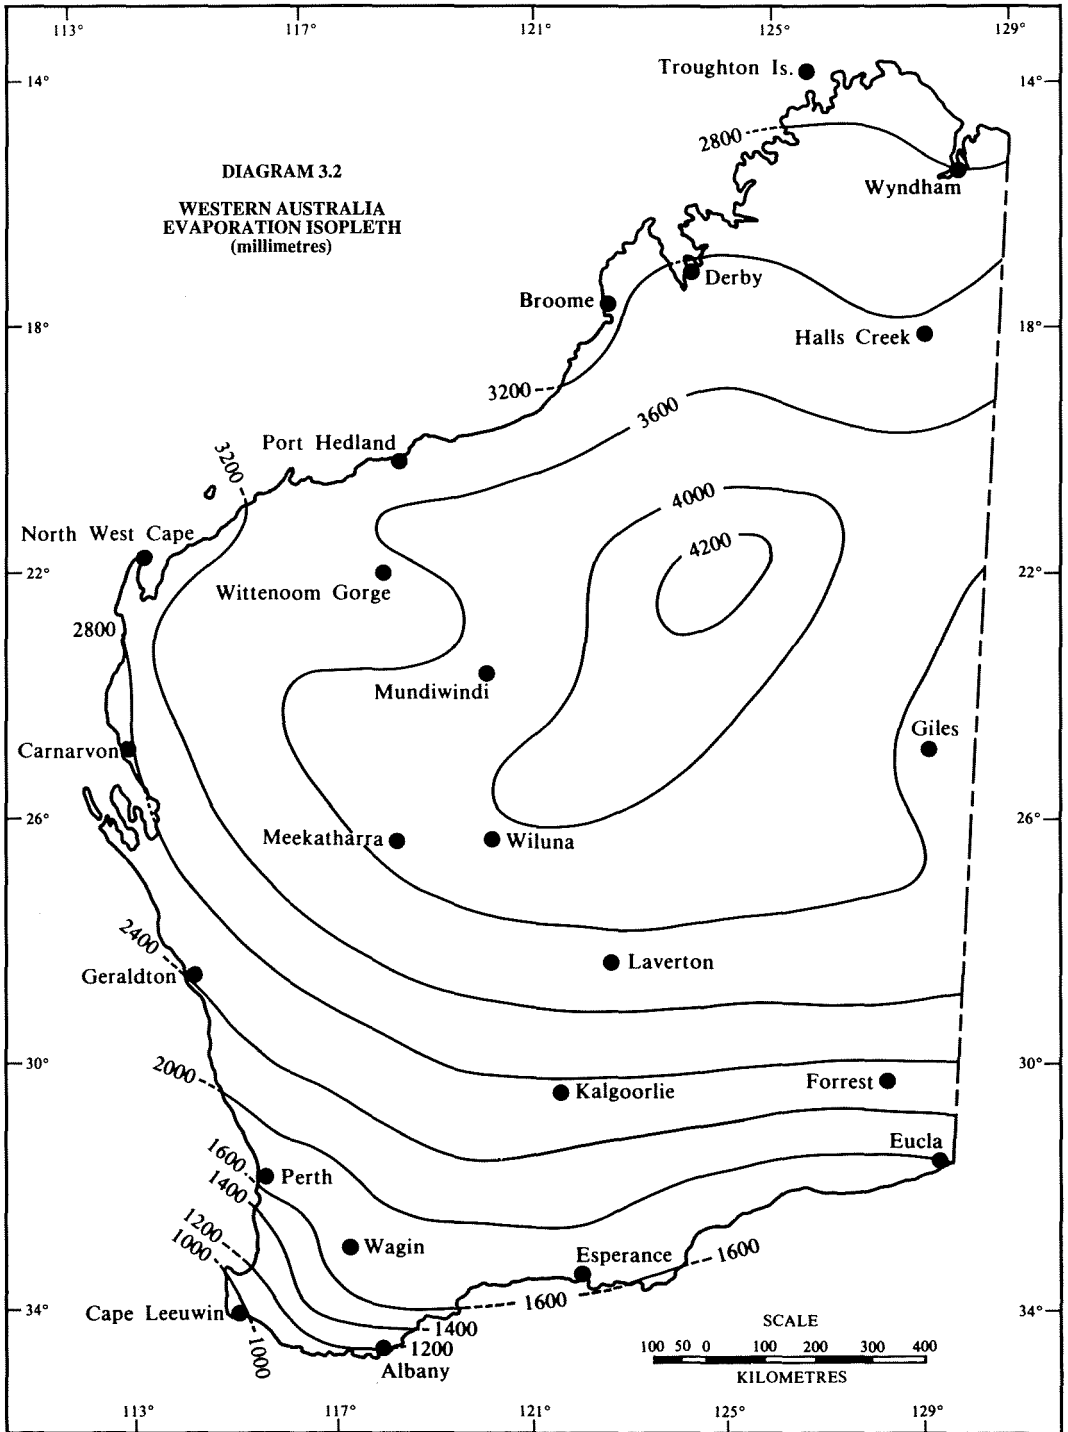 113°
117°
121°
125°
129°
Troughton Is.
14°
14°
2800
DIAGRAM 3.2
WESTERN AUSTRALIA
EVAPORATION ISOPLETH
(millimetres)
Wyndham
Derby
Broome
18°
18°
Halls Creek
3200
3600
Port Hedland
3200
4000
North West Cape
4200
22°
22°
Wittenoom Gorge
2800
Mundiwindi
Giles
Carnarvon
26°
26°
Meekatharra
Wiluna
2400
Laverton
Geraldton
30°
30°
2000
Forrest
Kalgoorlie
Eucla
1600
Perth
1400
1200
Wagin
1000
Esperance
1600
1600
Cape Leeuwin
34°
34°
1400
SCALE
1000
1200
100 50 0 100 200 300 400
Albany
KILOMETRES
113°
117°
121°
125°
129°